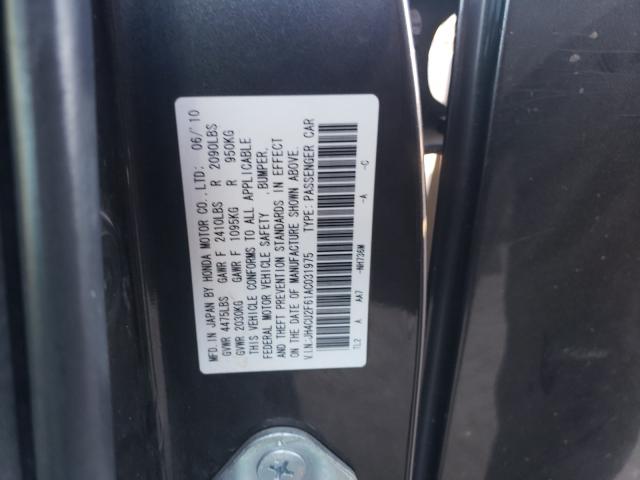 MFD. IN JAPAN BY HONDA MOTOR CO., LTD. 06/10
GVWR 4475LBS GAWR F 2410LBS R 2090LBS
GVWR 2030KG GAWR F 1095KG R 950KG
THIS VEHICLE CONFORMS TO ALL APPLICABLE
FEDERAL MOTOR VEHICLE SAFETY, BUMPER,
AND THEFT PREVENTION STANDARDS IN EFFECT
ON THE DATE OF MANUFACTURE SHOWN ABOVE.
V.I.N:JH4CU2F61AC031975 TYPE:PASSENGER CAR
TL2 A AA7 -NH736M -A -C